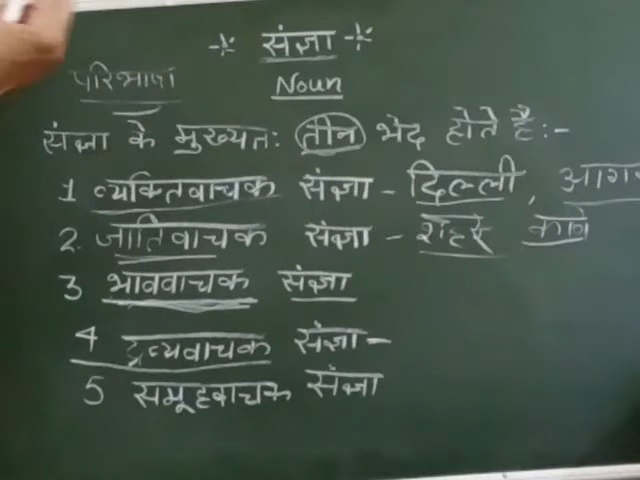 संज्ञा
परिभाषा
Noun
संज्ञा के मुख्यतः तीन भेद होते हैं:-
1 व्यक्तिवाचक संज्ञा - दिल्ली,
2. जातिवाचक संज्ञा - शहर
3 भाववाचक संज्ञा
4 द्रव्यवाचक संज्ञा -
5 समूहवाचक संज्ञा